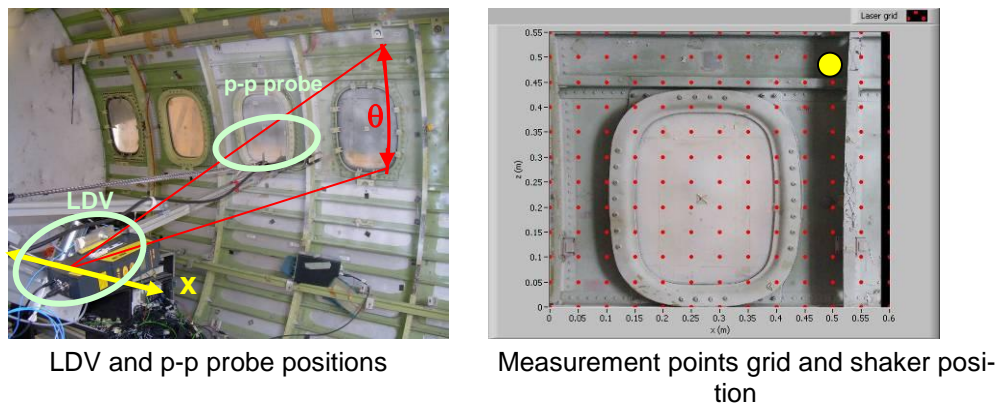 p-p probe
θ
LDV
x
LDV and p-p probe positions
Laser grid
0.55
0.5
0.45
0.4
0.35
0.3
0.25
0.2
0.15
0.1
0.05
0
z (m)
0 0.05 0.1 0.15 0.2 0.25 0.3 0.35 0.4 0.45 0.5 0.55 0.6
x (m)
Measurement points grid and shaker posi-
tion